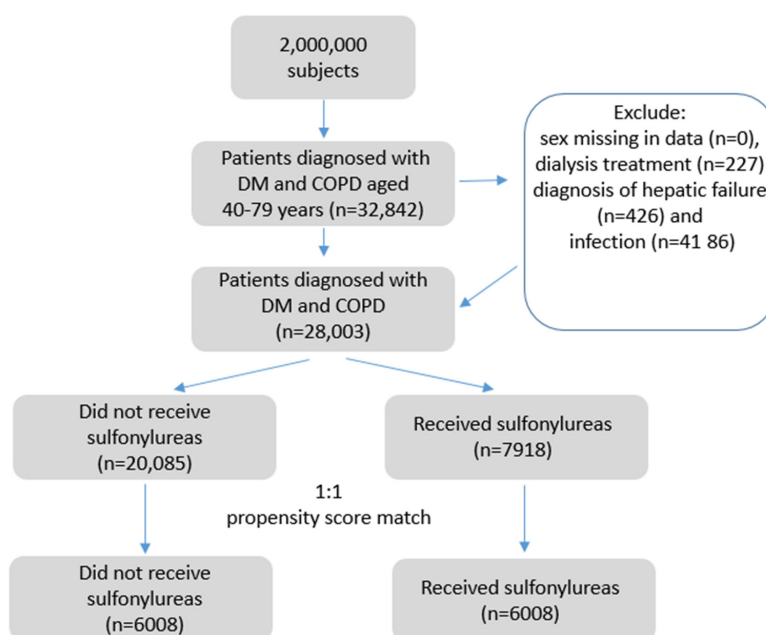 2,000,000
subjects
Patients diagnosed with
DM and COPD aged
40-79 years (n=32,842)
Exclude:
sex missing in data (n=0),
dialysis treatment (n=227)
diagnosis of hepatic failure
(n=426) and
infection (n=41 86)
Patients diagnosed with
DM and COPD
(n=28,003)
Did not receive
sulfonylureas
(n=20,085)
Received sulfonylureas
(n=7918)
1:1
propensity score match
Did not receive
sulfonylureas
(n=6008)
Received sulfonylureas
(n=6008)